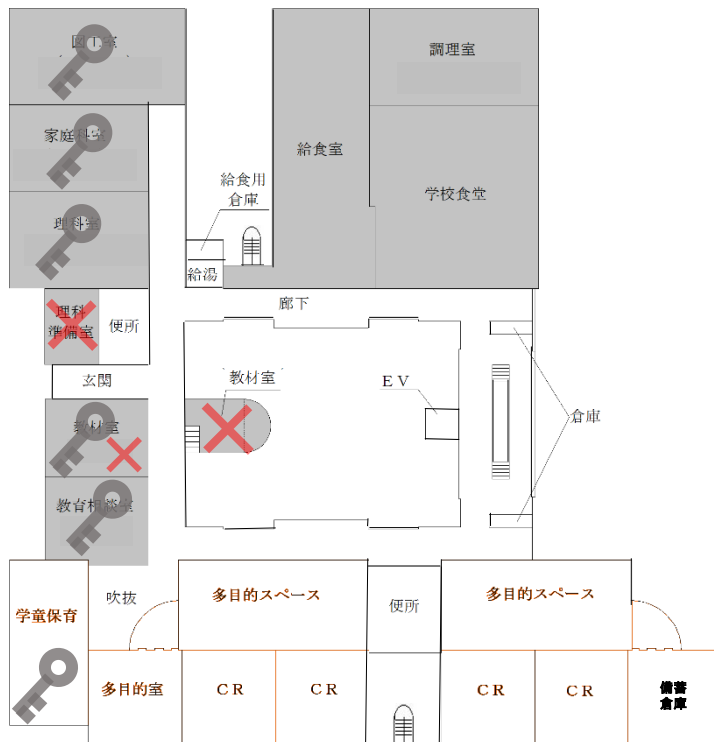 図工室
調理室
家庭科室
給食室
給食用
倉庫
学校食堂
理科室
給湯
廊下
理科
準備室
便所
玄関
教材室
EV
倉庫
教材室
教育相談室
吹抜
多目的スペース
便所
多目的スペース
学童保育
多目的室
CR
CR
CR
CR
備蓄
倉庫